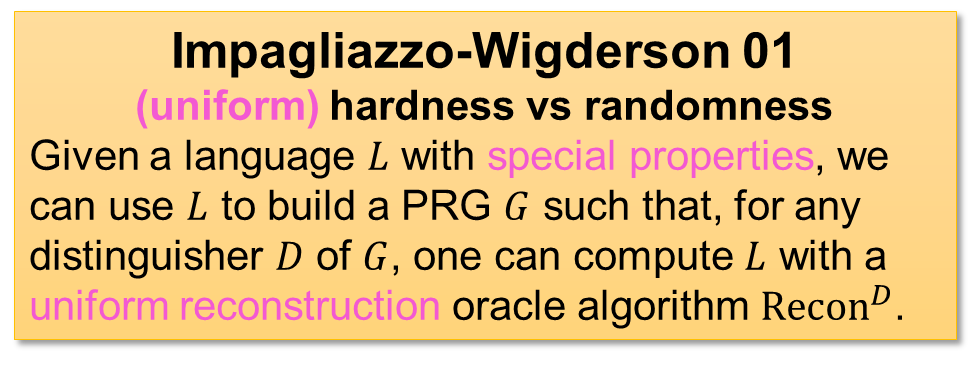 Impagliazzo-Wigderson 01
(uniform) hardness vs randomness
Given a language 𝐿 with special properties, we
can use 𝐿 to build a PRG 𝐺 such that, for any
distinguisher 𝐷 of 𝐺, one can compute 𝐿 with a
uniform reconstruction oracle algorithm Recon^𝐷.